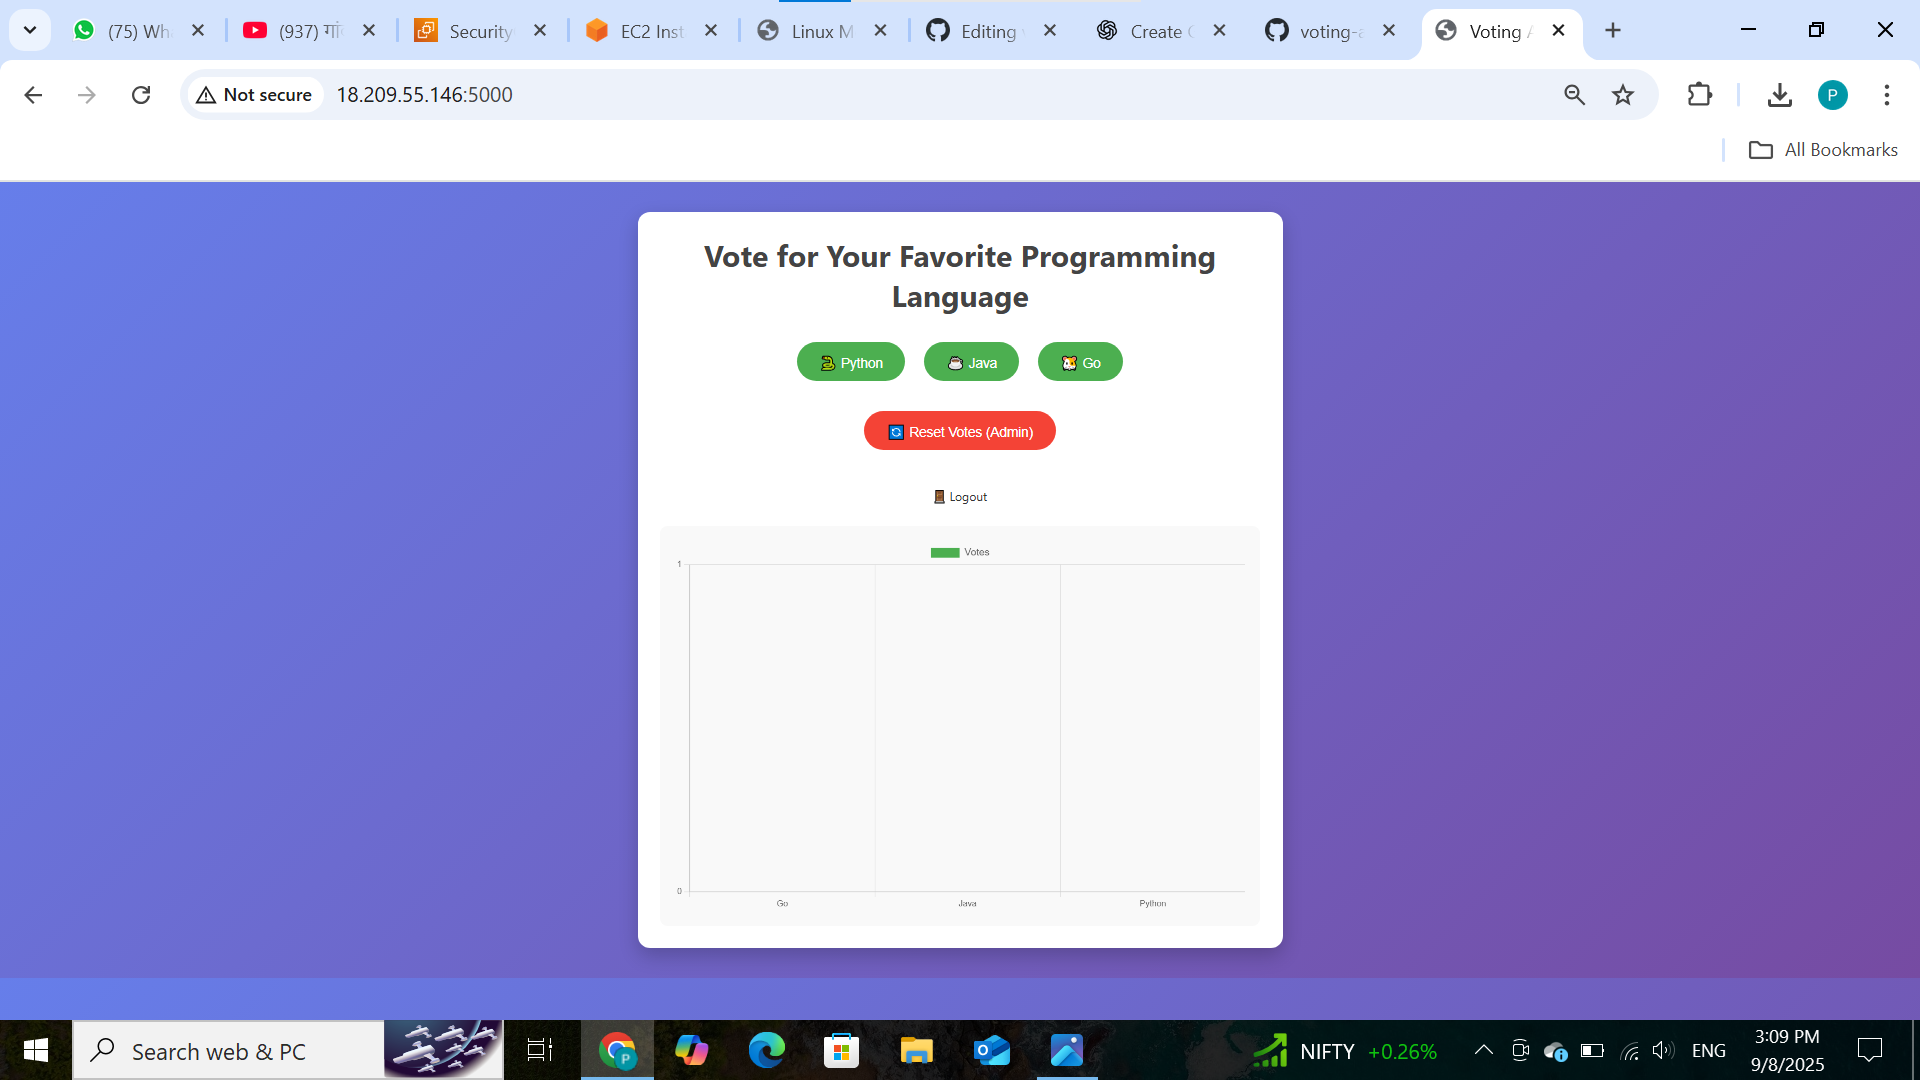 (75) Wh
(937) गां
Security
EC2 Inst
Linux M
Editing
Create
voting-a
Voting
Not secure
18.209.55.146:5000
P
All Bookmarks
Vote for Your Favorite Programming
Language
Python
Java
Go
Reset Votes (Admin)
Logout
Votes
1
0
Go
Java
Python
Search web & PC
P
NIFTY +0.26%
ENG
3:09 PM
9/8/2025